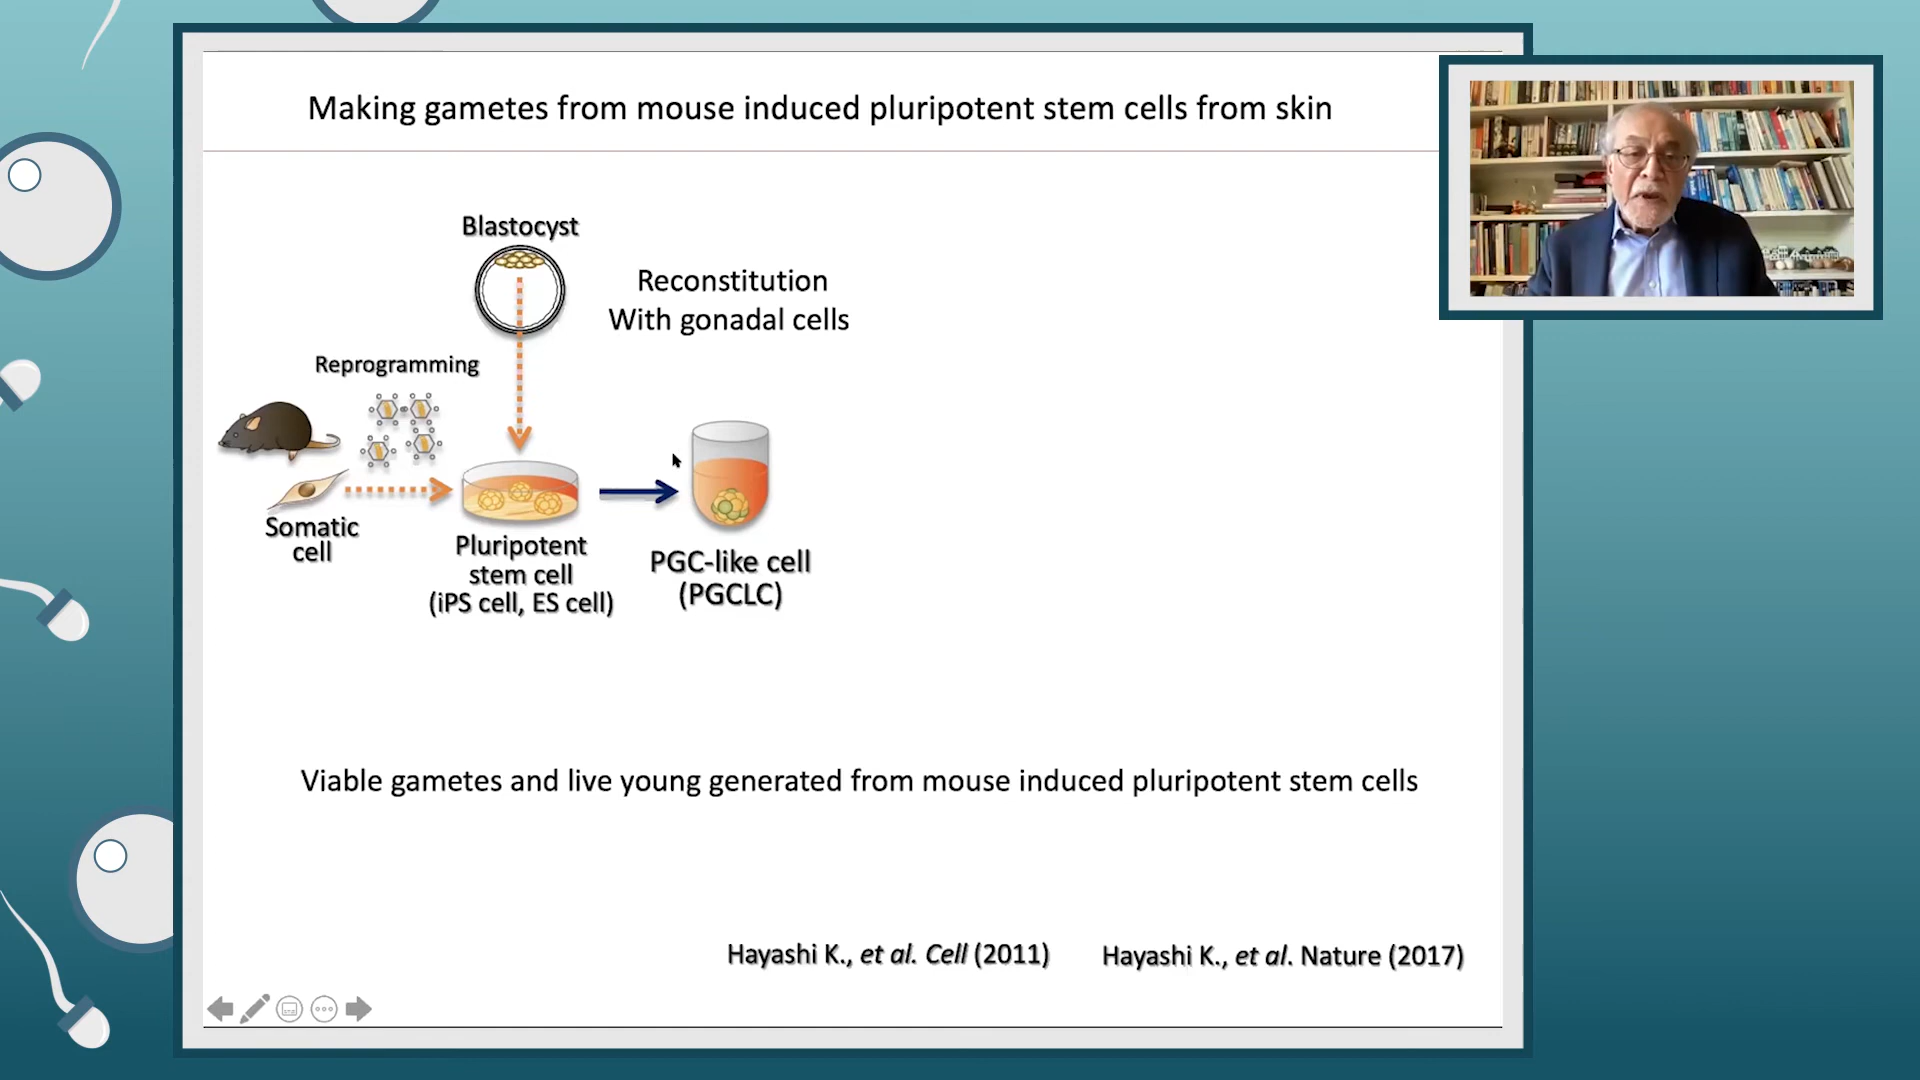 Making gametes from mouse induced pluripotent stem cells from skin
Blastocyst
Reconstitution
With gonadal cells
Reprogramming
Somatic
cell
Pluripotent
stem cell
(iPS cell, ES cell)
PGC-like cell
(PGCLC)
Viable gametes and live young generated from mouse induced pluripotent stem cells
Hayashi K., et al. Cell (2011)
Hayashi K., et al. Nature (2017)